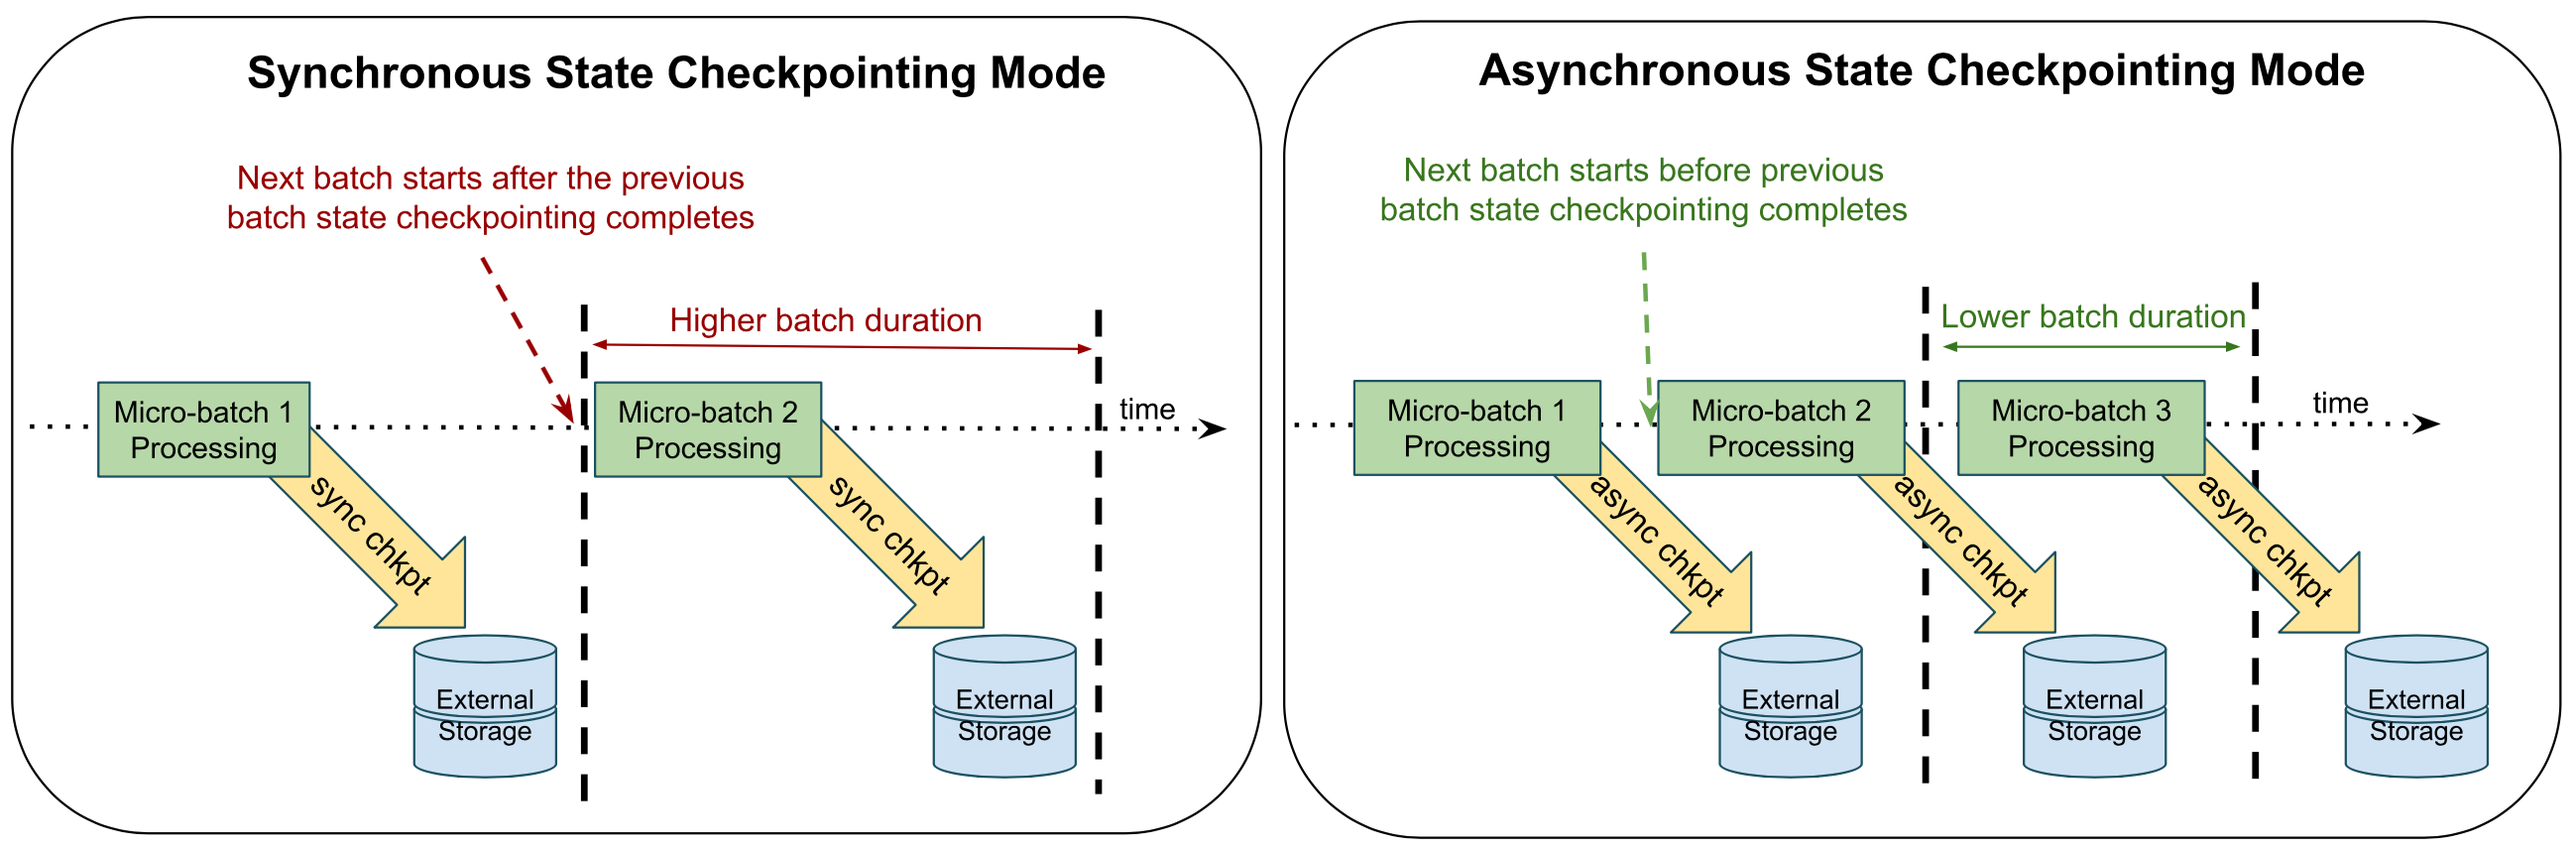 Synchronous State Checkpointing Mode
Next batch starts after the previous
batch state checkpointing completes
Higher batch duration
Micro-batch 1
Processing
Micro-batch 2
Processing
time
sync chkpt
sync chkpt
External
Storage
External
Storage
Asynchronous State Checkpointing Mode
Next batch starts before previous
batch state checkpointing completes
Lower batch duration
Micro-batch 1
Processing
Micro-batch 2
Processing
Micro-batch 3
Processing
time
async chkpt
async chkpt
async chkpt
External
Storage
External
Storage
External
Storage